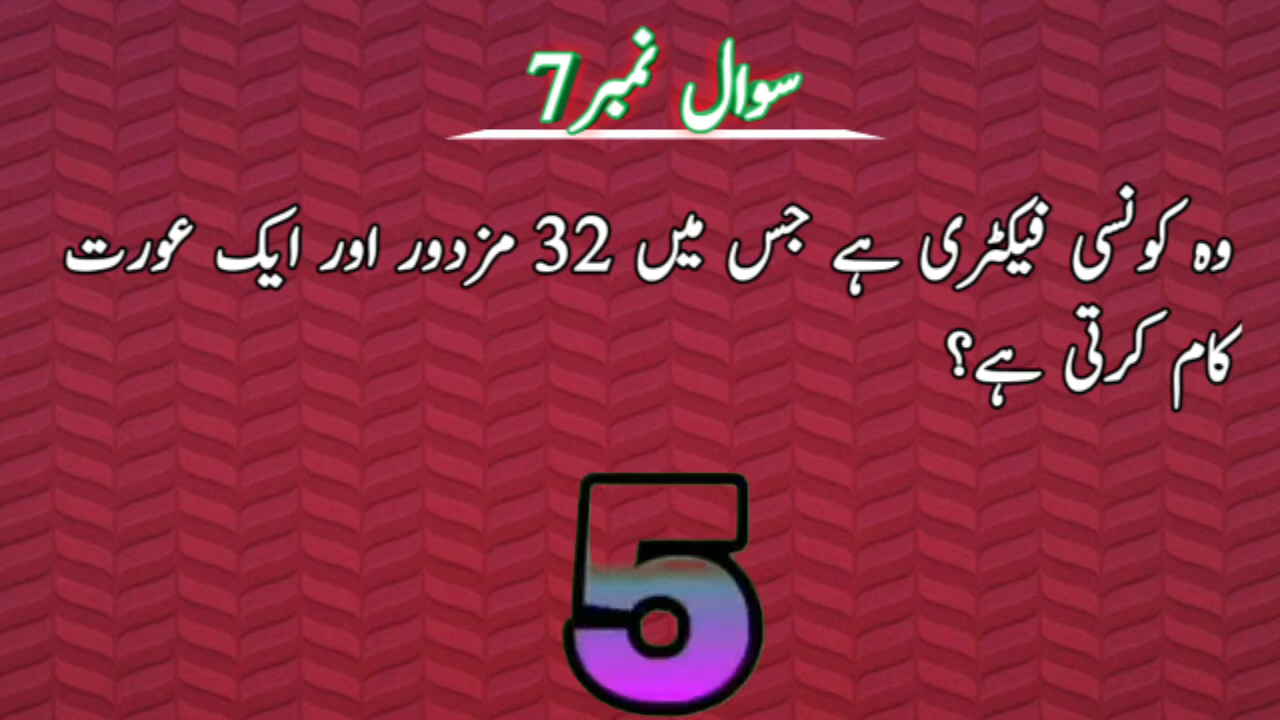 سوال نمبر 7
وہ کونسی فیکٹری ہے جس میں 32 مزدور اور ایک عورت
کام کرتی ہے؟
5